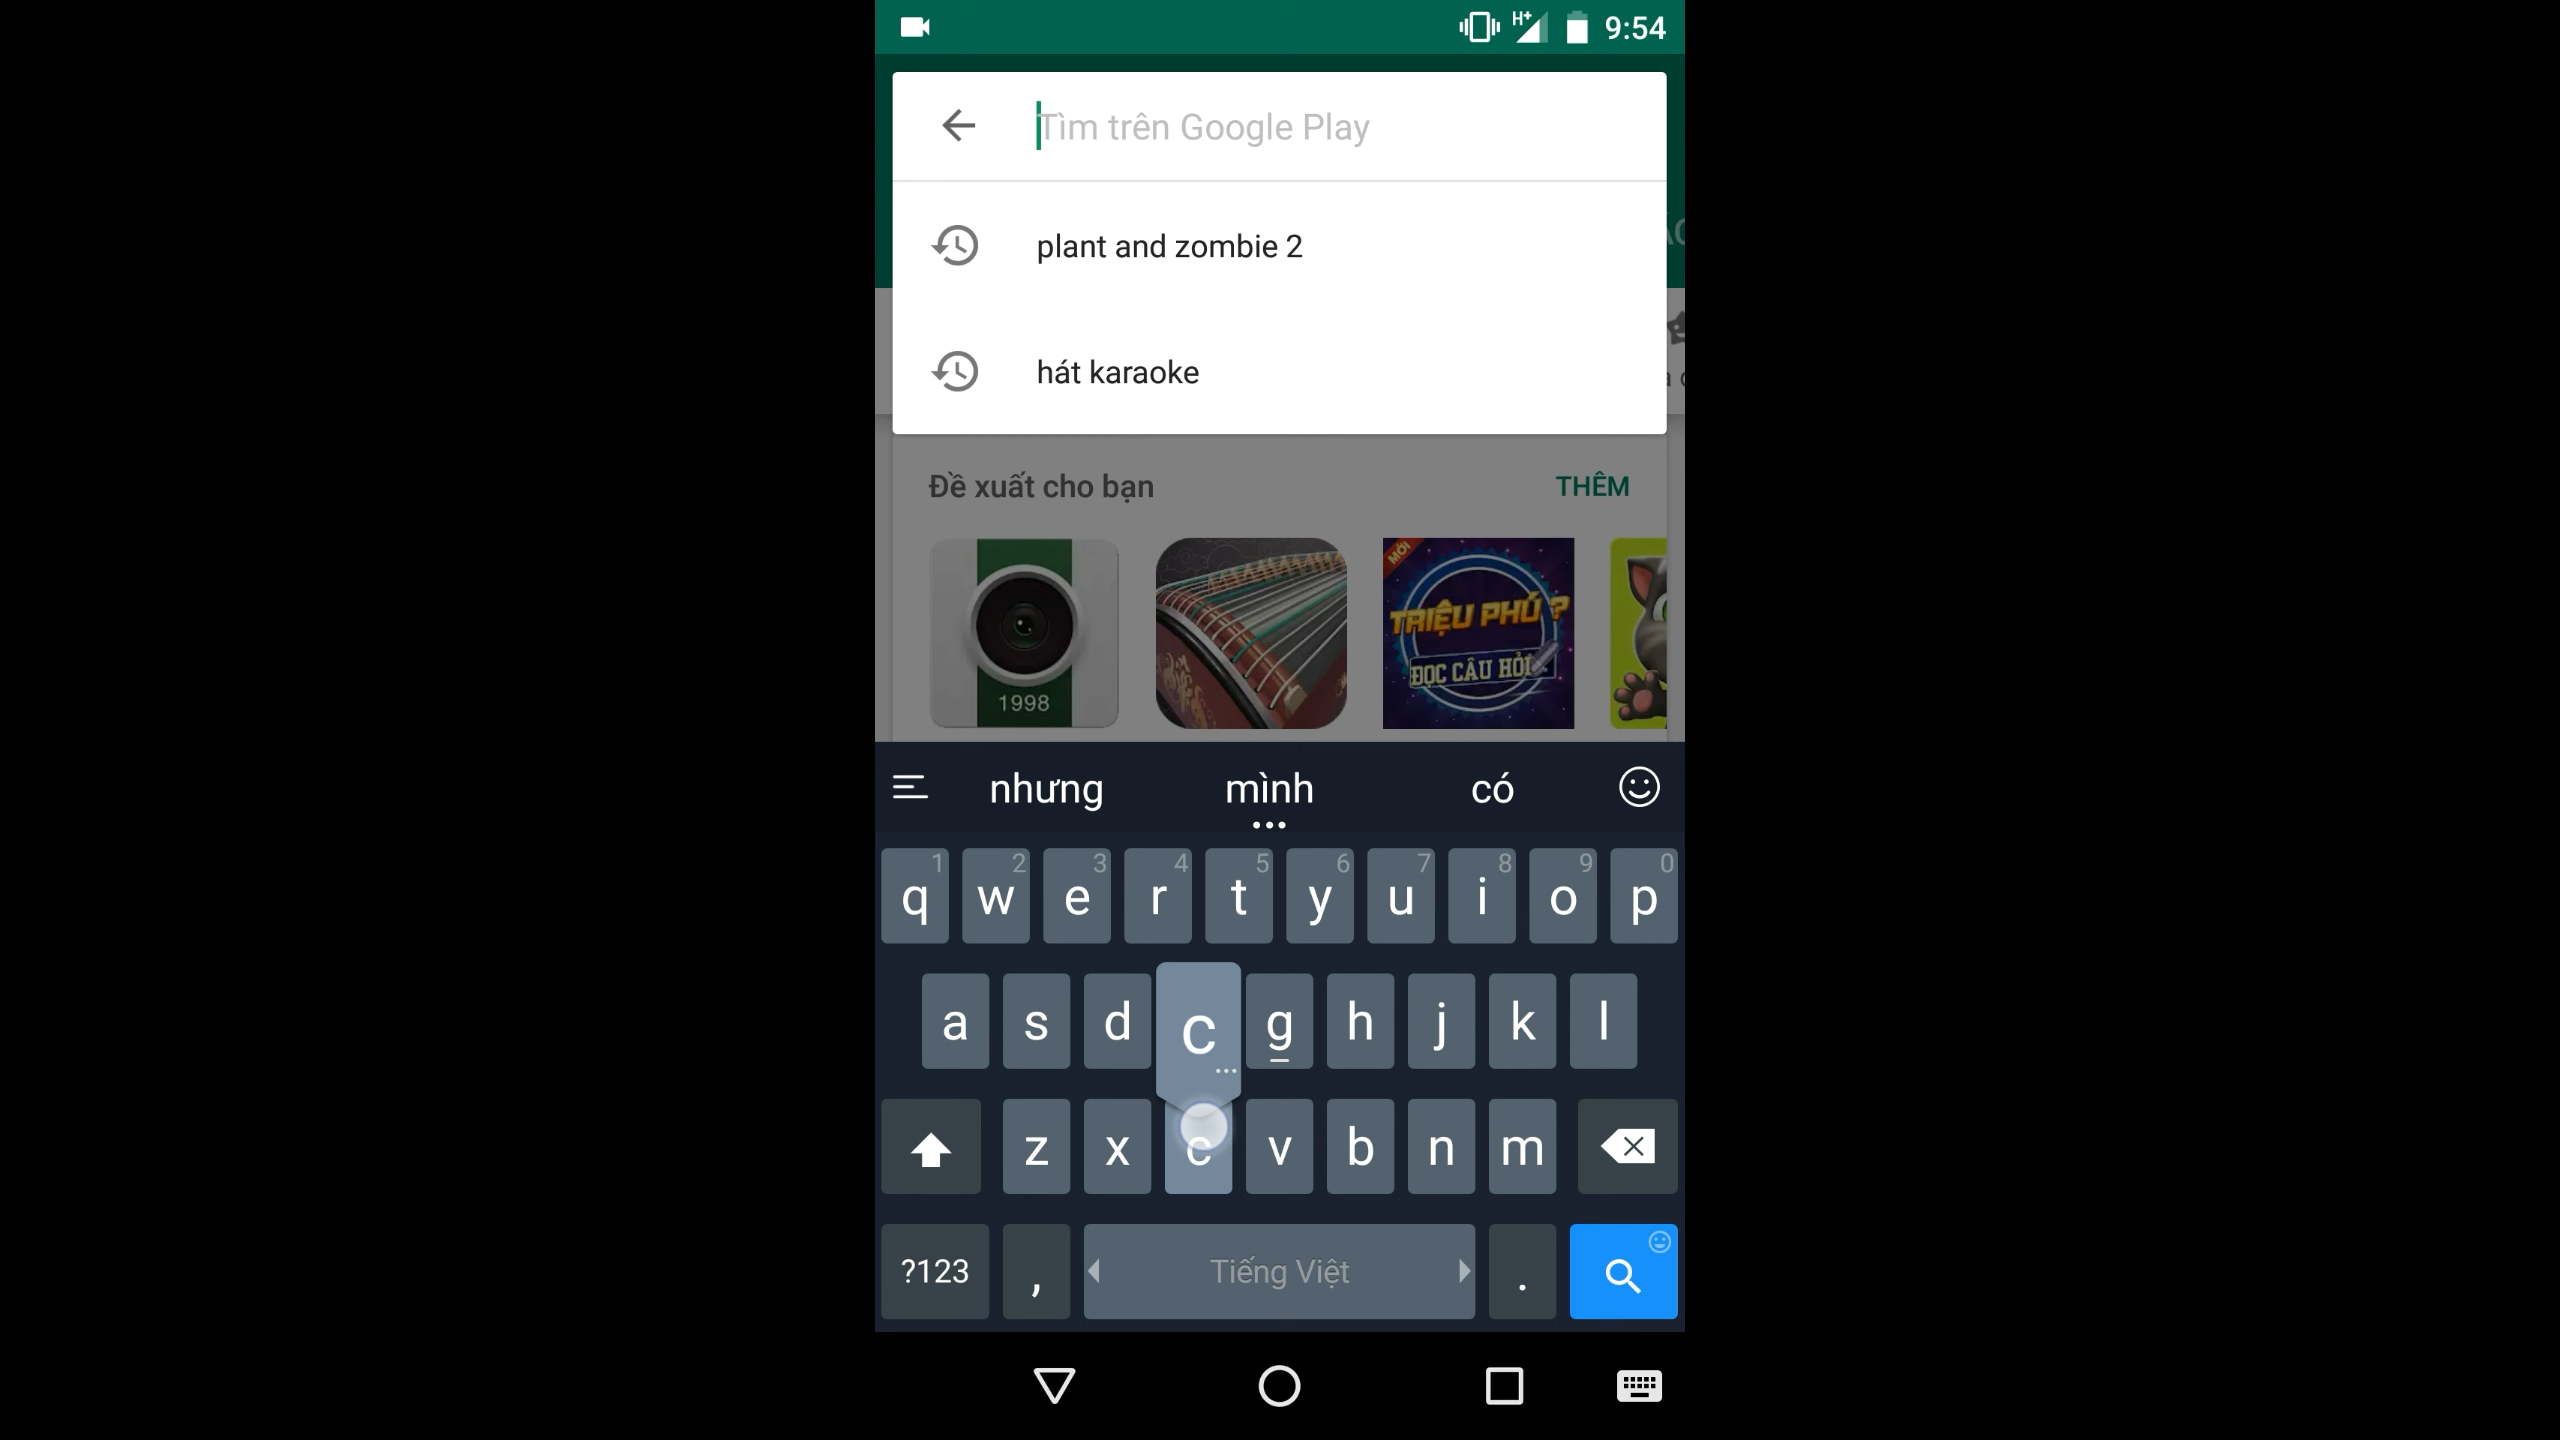 H+ 9:54
Tìm trên Google Play
plant and zombie 2
hát karaoke
Đề xuất cho bạn THÊM
1998
MỚI
TRIỆU PHÚ ?
ĐỌC CÂU HỎI
nhưng mình có
1 2 3 4 5 6 7 8 9 0
q w e r t y u i o p
a s d c g h j k l
z x c v b n m
?123 , Tiếng Việt .